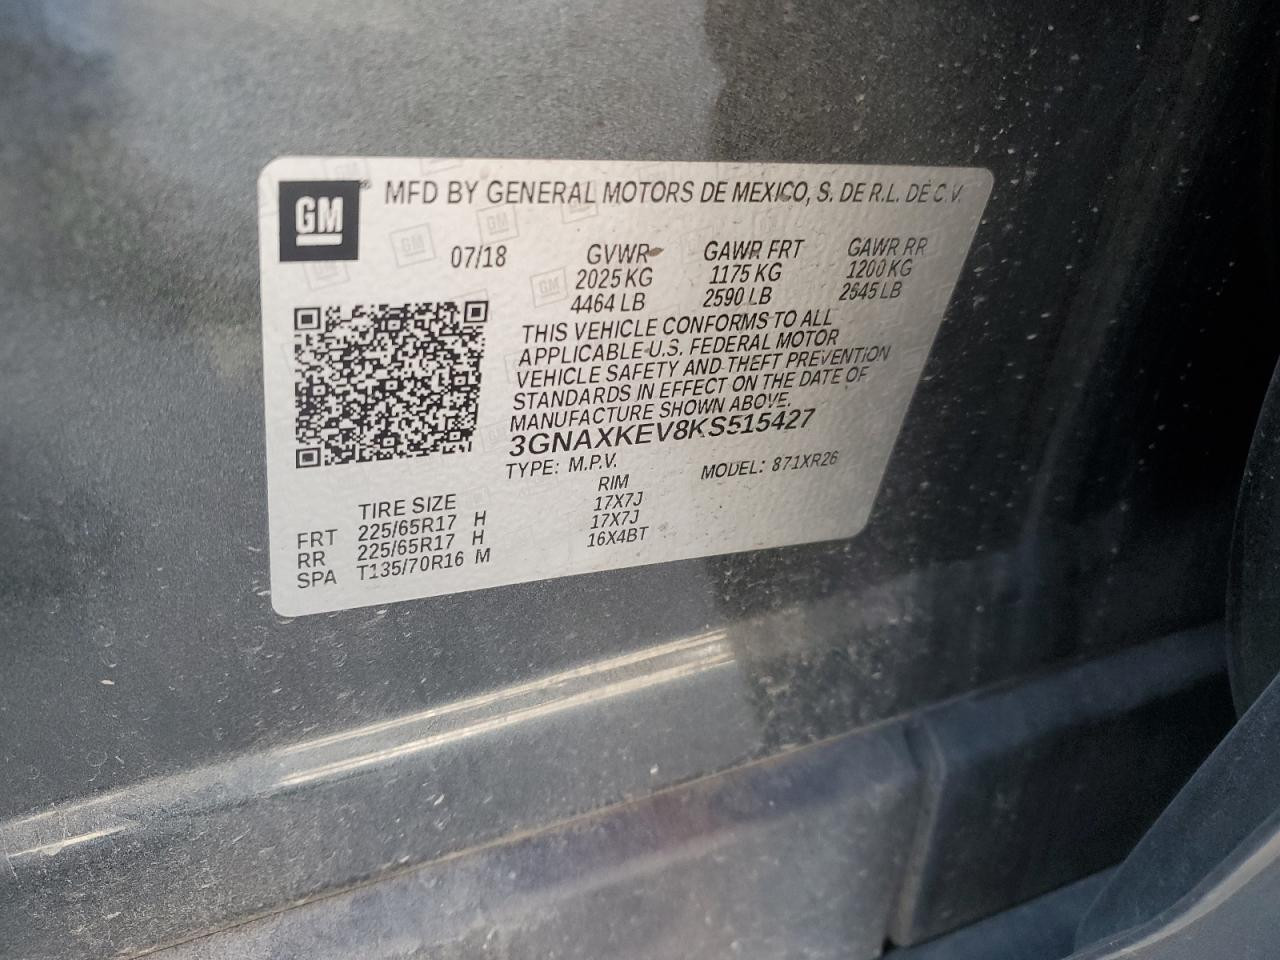 GM
MFD BY GENERAL MOTORS DE MEXICO, S. DE R.L. DE C.V.
07/18 GVWR GAWR FRT GAWR RR
2025 KG 1175 KG 1200 KG
4464 LB 2590 LB 2645 LB
THIS VEHICLE CONFORMS TO ALL
APPLICABLE U.S. FEDERAL MOTOR
VEHICLE SAFETY AND THEFT PREVENTION
STANDARDS IN EFFECT ON THE DATE OF
MANUFACTURE SHOWN ABOVE.
3GNAXKEV8KS515427
TYPE: M.P.V. MODEL: 871XR26
TIRE SIZE RIM
FRT 225/65R17 H 17X7J
RR 225/65R17 H 17X7J
SPA T135/70R16 M 16X4BT